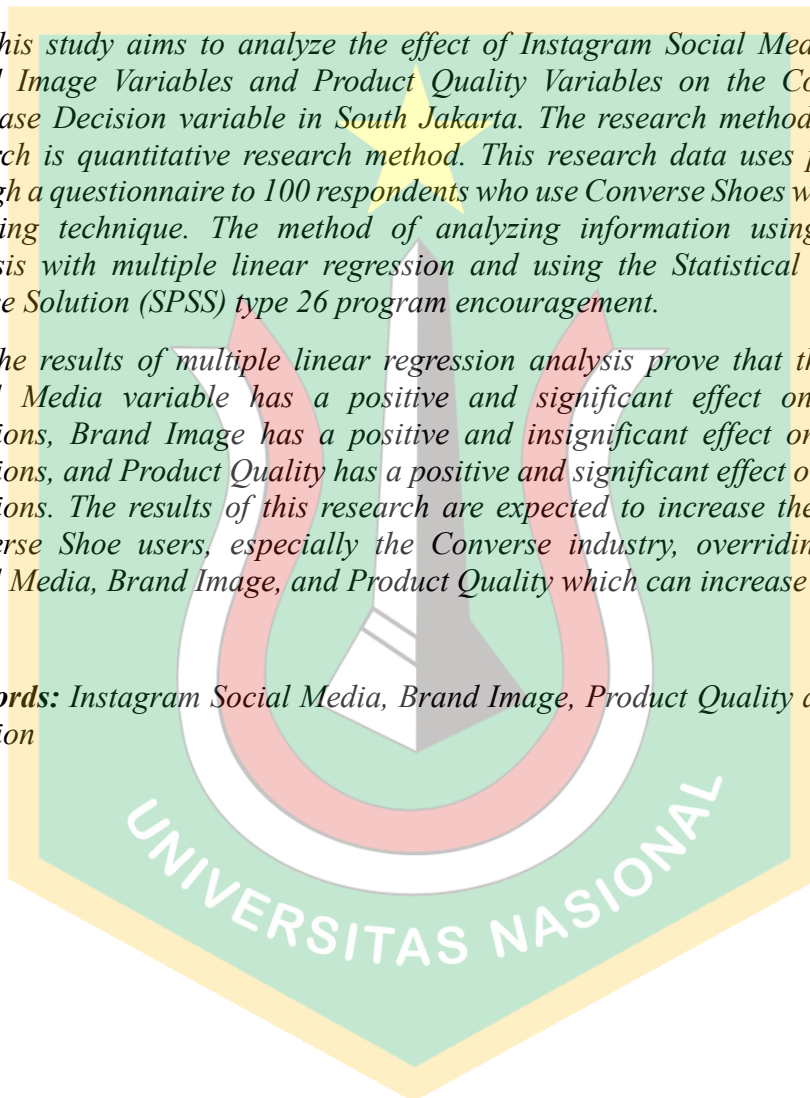 his study aims to analyze the effect of Instagram Social Med
Image Variables and Product Quality Variables on the Co
ase Decision variable in South Jakarta. The research method
rch is quantitative research method. This research data uses p
gh a questionnaire to 100 respondents who use Converse Shoes w
ing technique. The method of analyzing information using
sis with multiple linear regression and using the Statistical
e Solution (SPSS) type 26 program encouragement.
he results of multiple linear regression analysis prove that th
Media variable has a positive and significant effect on
ions, Brand Image has a positive and insignificant effect on
ions, and Product Quality has a positive and significant effect o
ions. The results of this research are expected to increase the
erse Shoe users, especially the Converse industry, overridin
Media, Brand Image, and Product Quality which can increase
ords: Instagram Social Media, Brand Image, Product Quality a
ion
UNIVERSITAS NASIONAL